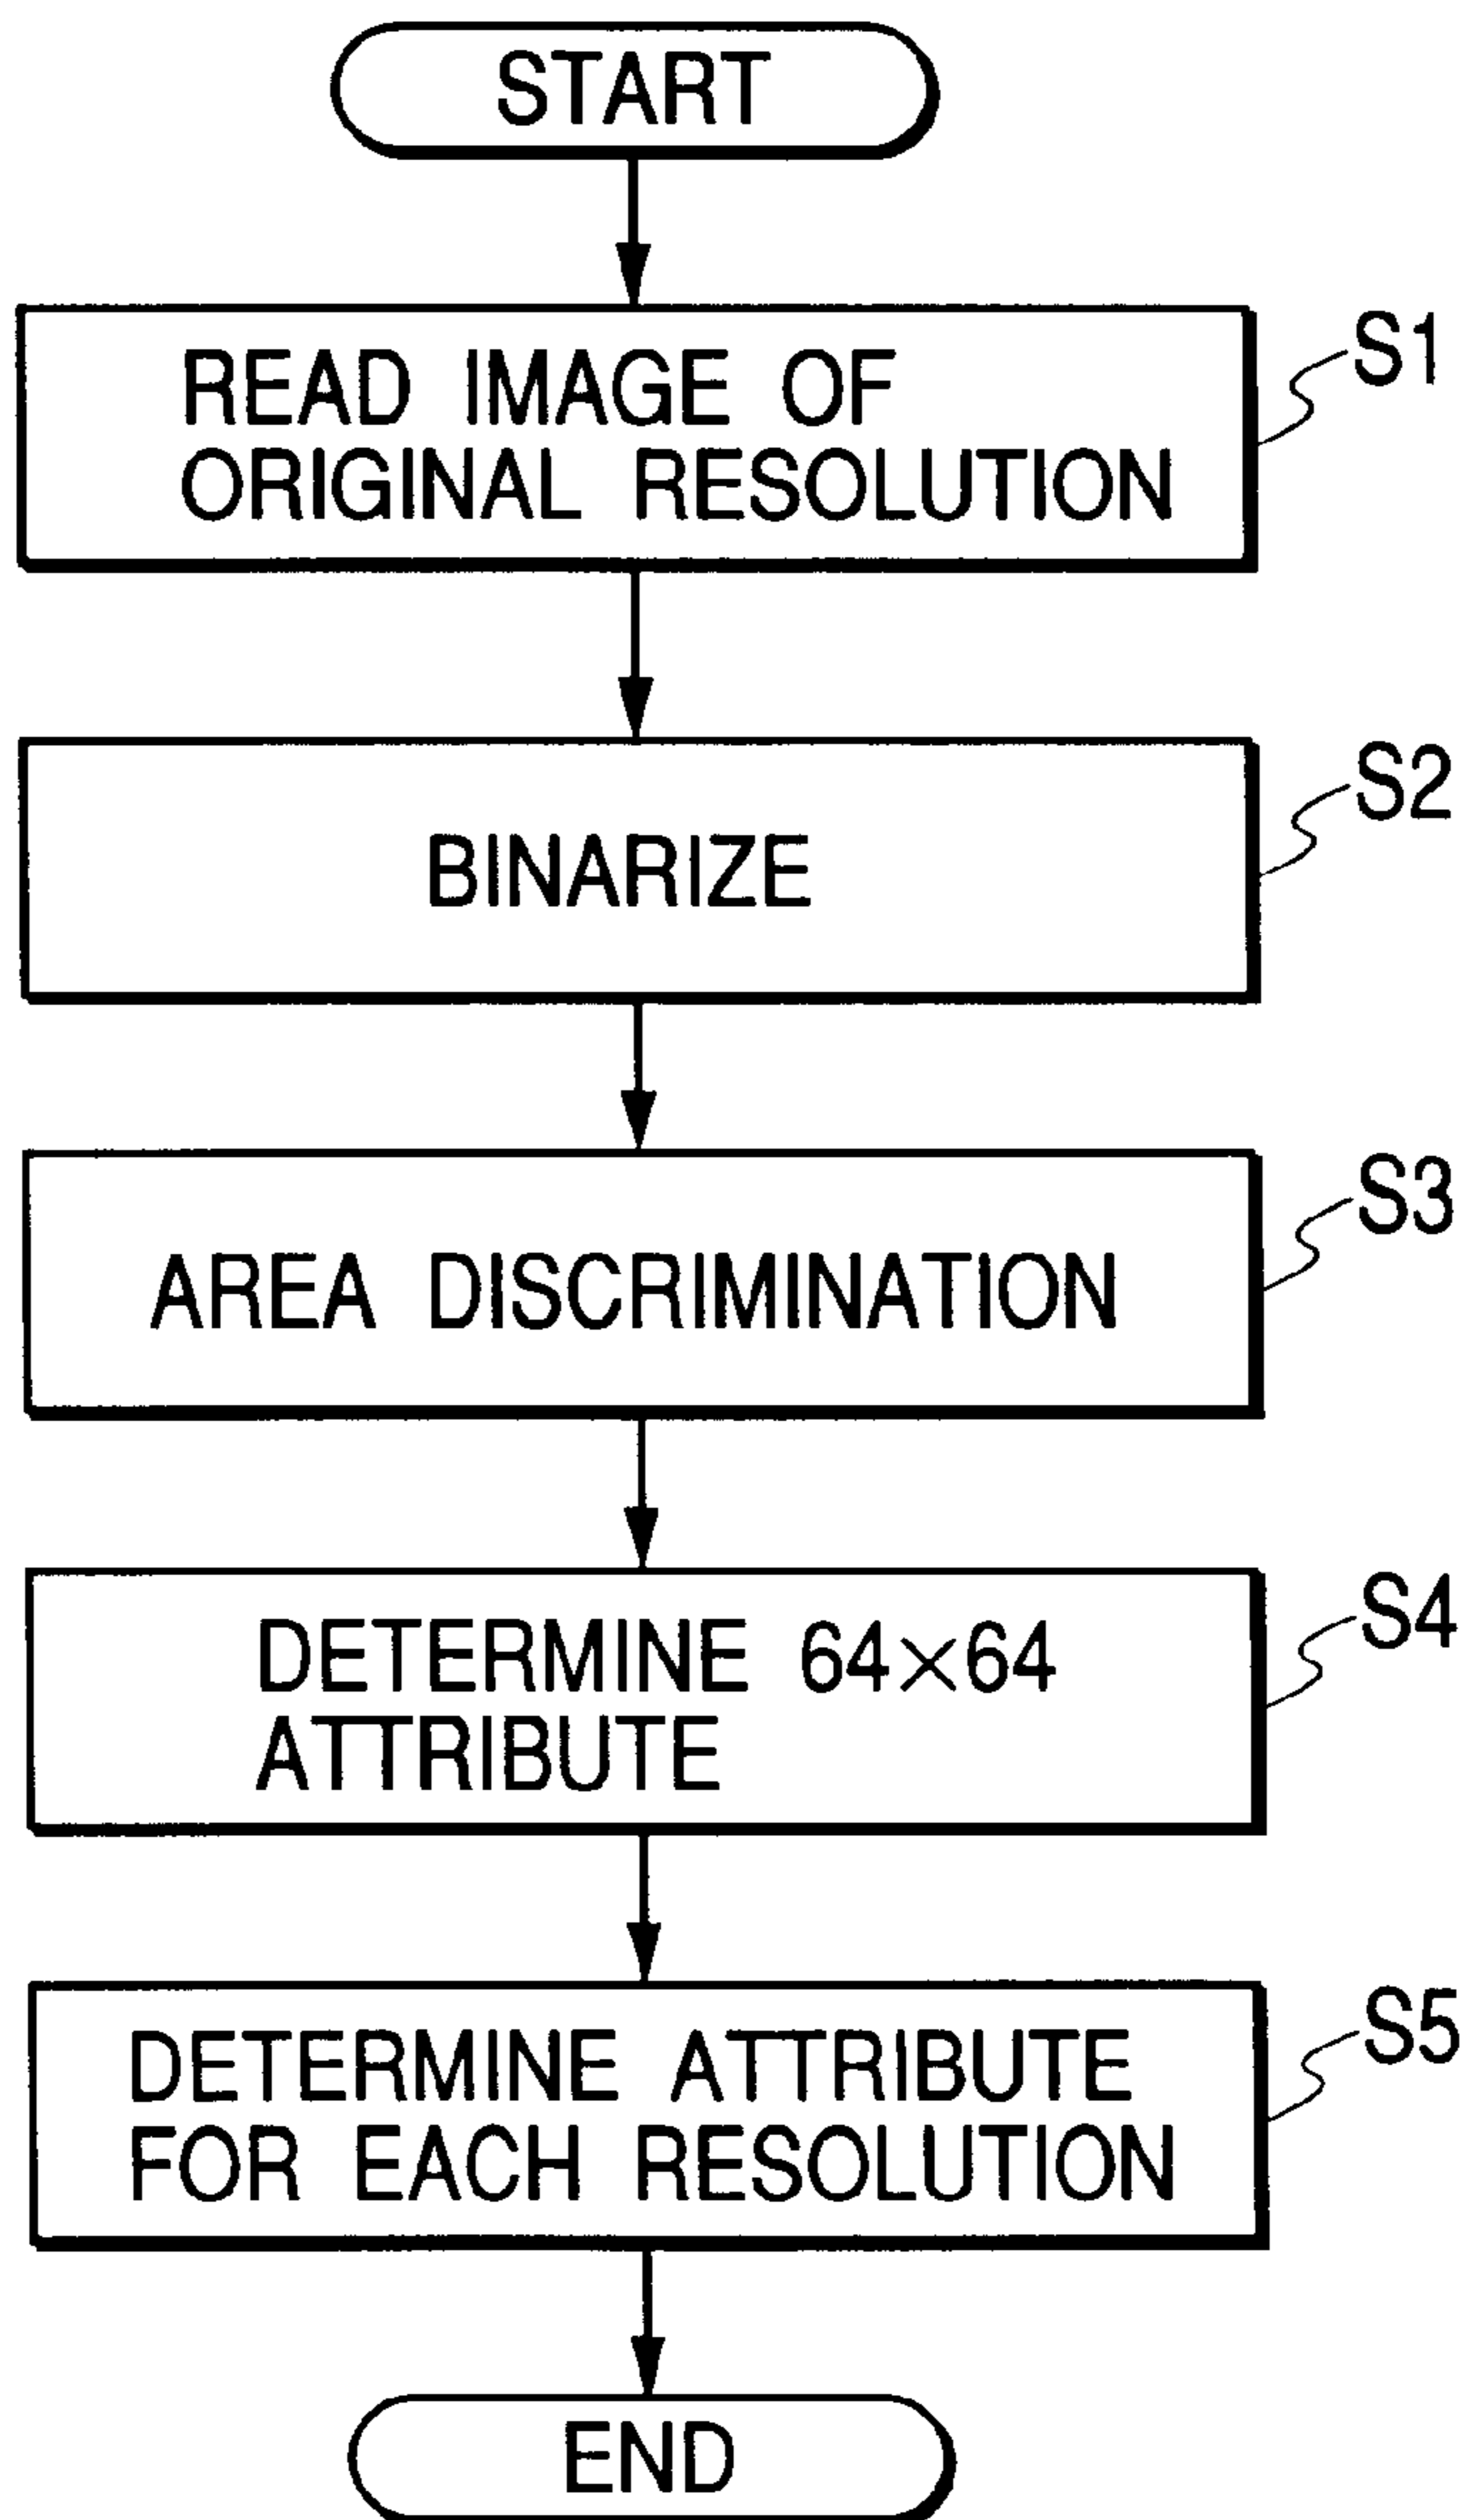 START
READ IMAGE OF
ORIGINAL RESOLUTION
S1
BINARIZE
S2
AREA DISCRIMINATION
S3
DETERMINE 64×64
ATTRIBUTE
S4
DETERMINE ATTRIBUTE
FOR EACH RESOLUTION
S5
END